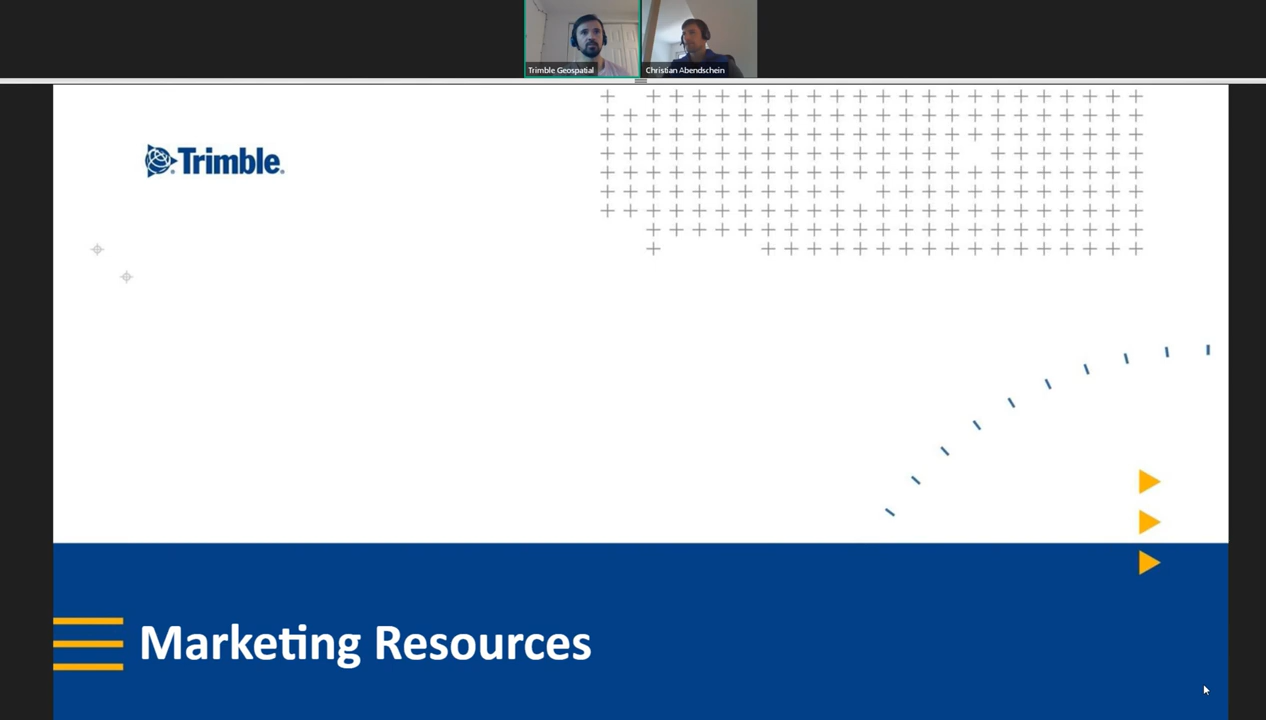 Trimble Geospatial
Christian Abendschein
Trimble
Marketing Resources